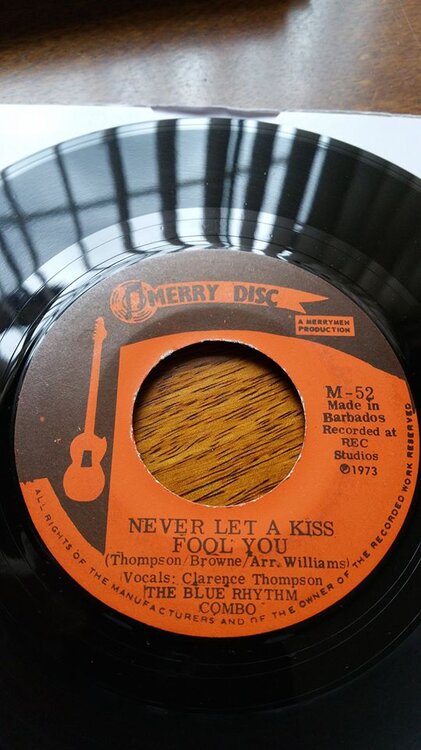 MERRY DISC
A MERRYMEN
PRODUCTION
M-52
Made in
Barbados
Recorded at
REC
Studios
℗1973
NEVER LET A KISS
FOOL YOU
(Thompson/Browne/Arr. Williams)
Vocals: Clarence Thompson
THE BLUE RHYTHM
COMBO
ALL RIGHTS OF THE MANUFACTURERS AND OF THE OWNER OF THE RECORDED WORK RESERVED